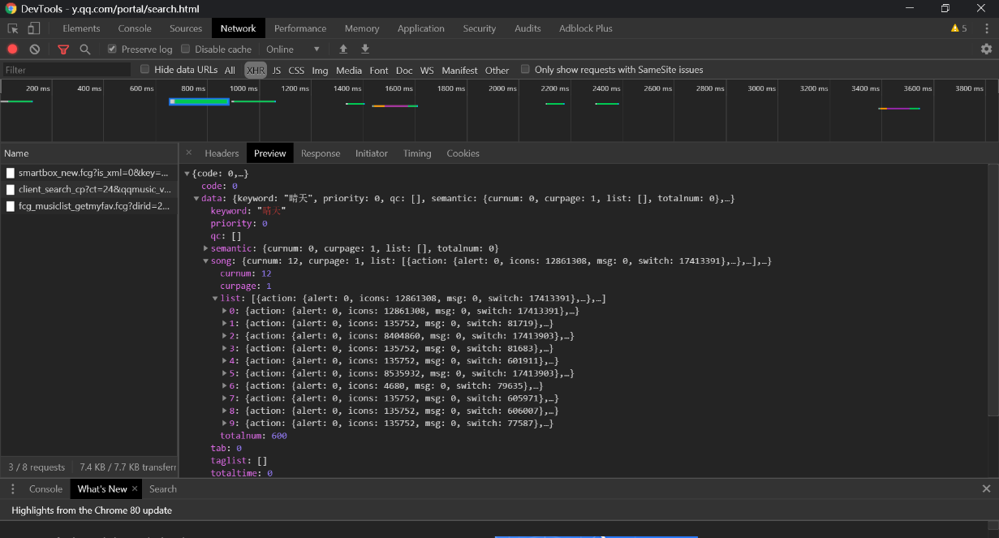 DevTools - y.qq.com/portal/search.html
Elements Console Sources Network Performance Memory Application Security Audits Adblock Plus 5
Preserve log Disable cache Online
Filter Hide data URLs All XHR JS CSS Img Media Font Doc WS Manifest Other Only show requests with SameSite issues
200 ms 400 ms 600 ms 800 ms 1000 ms 1200 ms 1400 ms 1600 ms 1800 ms 2000 ms 2200 ms 2400 ms 2600 ms 2800 ms 3000 ms 3200 ms 3400 ms 3600 ms 3800 ms
Name
smartbox_new.fcg?is_xml=0&key=...
client_search_cp?ct=24&qqmusic_v...
fcg_musiclist_getmyfav.fcg?dirid=2...
Headers Preview Response Initiator Timing Cookies
{code: 0,…}
code: 0
data: {keyword: "晴天", priority: 0, qc: [], semantic: {curnum: 0, curpage: 1, list: [], totalnum: 0},…}
keyword: "晴天"
priority: 0
qc: []
semantic: {curnum: 0, curpage: 1, list: [], totalnum: 0}
song: {curnum: 12, curpage: 1, list: [{action: {alert: 0, icons: 12861308, msg: 0, switch: 17413391},…},…],…}
curnum: 12
curpage: 1
list: [{action: {alert: 0, icons: 12861308, msg: 0, switch: 17413391},…},…]
0: {action: {alert: 0, icons: 12861308, msg: 0, switch: 17413391},…}
1: {action: {alert: 0, icons: 135752, msg: 0, switch: 81719},…}
2: {action: {alert: 0, icons: 8404860, msg: 0, switch: 17413903},…}
3: {action: {alert: 0, icons: 135752, msg: 0, switch: 81683},…}
4: {action: {alert: 0, icons: 135752, msg: 0, switch: 601911},…}
5: {action: {alert: 0, icons: 8535932, msg: 0, switch: 17413903},…}
6: {action: {alert: 0, icons: 4680, msg: 0, switch: 79635},…}
7: {action: {alert: 0, icons: 135752, msg: 0, switch: 605971},…}
8: {action: {alert: 0, icons: 135752, msg: 0, switch: 606007},…}
9: {action: {alert: 0, icons: 135752, msg: 0, switch: 77587},…}
totalnum: 600
tab: 0
taglist: []
totaltime: 0
3 / 8 requests 7.4 KB / 7.7 KB transferr
Console What's New Search
Highlights from the Chrome 80 update